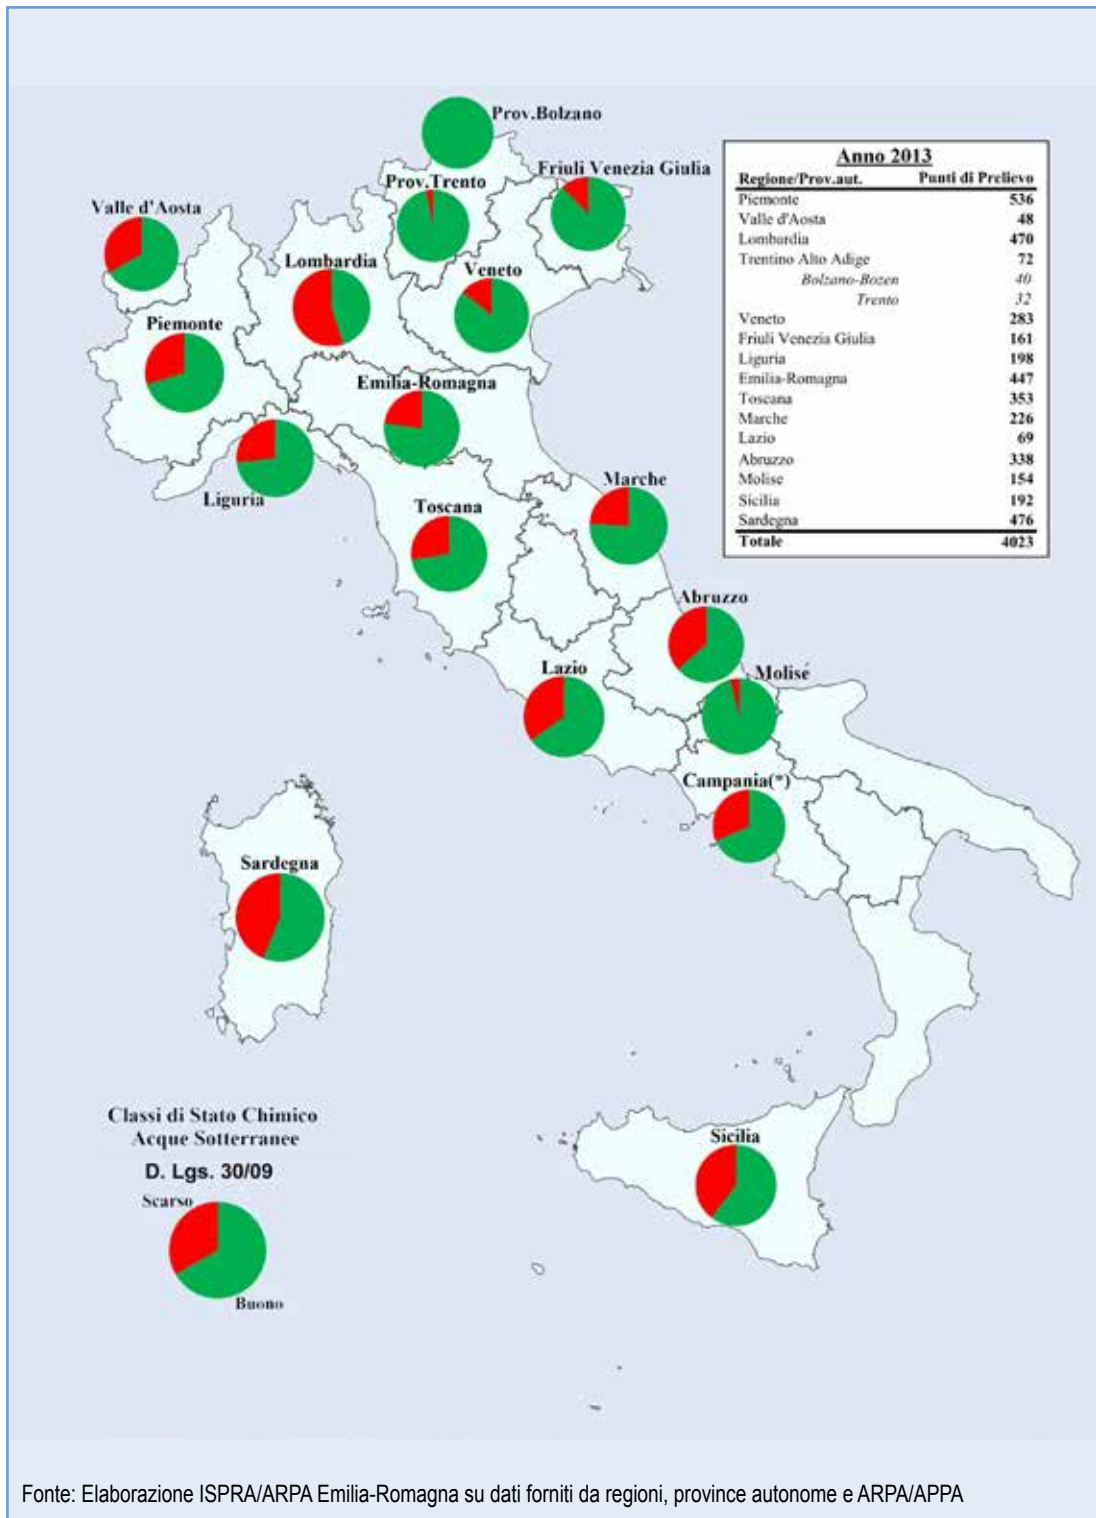 Prov.Bolzano
Prov.Trento
Friuli Venezia Giulia
Valle d'Aosta
Lombardia
Veneto
Piemonte
Emilia-Romagna
Liguria
Toscana
Marche
Abruzzo
Lazio
Molise
Campania(*)
Sardegna
Sicilia
Anno 2013
Regione/Prov.aut. Punti di Prelievo
Piemonte 536
Valle d'Aosta 48
Lombardia 470
Trentino Alto Adige 72
Bolzano-Bozen 40
Trento 32
Veneto 283
Friuli Venezia Giulia 161
Liguria 198
Emilia-Romagna 447
Toscana 353
Marche 226
Lazio 69
Abruzzo 338
Molise 154
Sicilia 192
Sardegna 476
Totale 4023
Classi di Stato Chimico
Acque Sotterranee
D. Lgs. 30/09
Scarso
Buono
Fonte: Elaborazione ISPRA/ARPA Emilia-Romagna su dati forniti da regioni, province autonome e ARPA/APPA